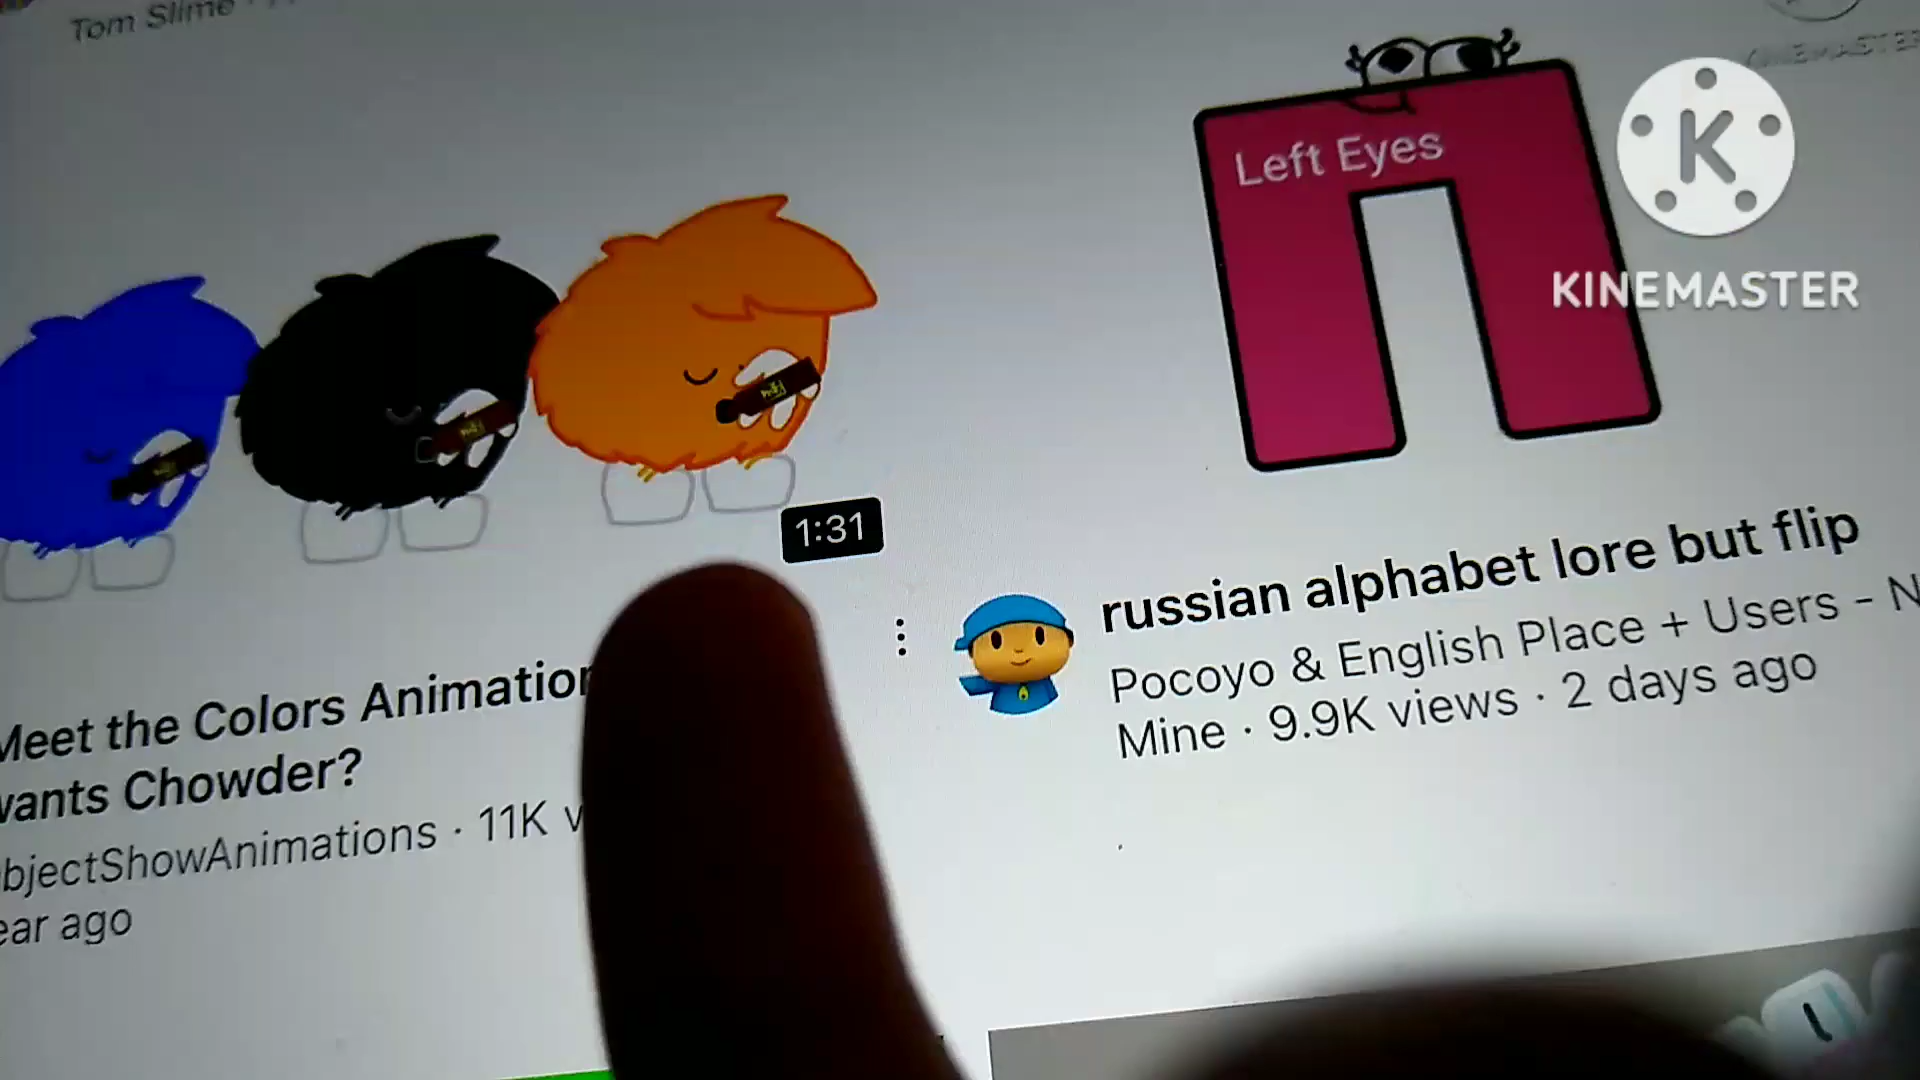 Tom Slime
KINEMASTER
Left Eyes
K
KINEMASTER
1:31
Meet the Colors Animation
wants Chowder?
bjectShowAnimations · 11K v
ear ago
russian alphabet lore but flip
Pocoyo & English Place + Users - N
Mine · 9.9K views · 2 days ago